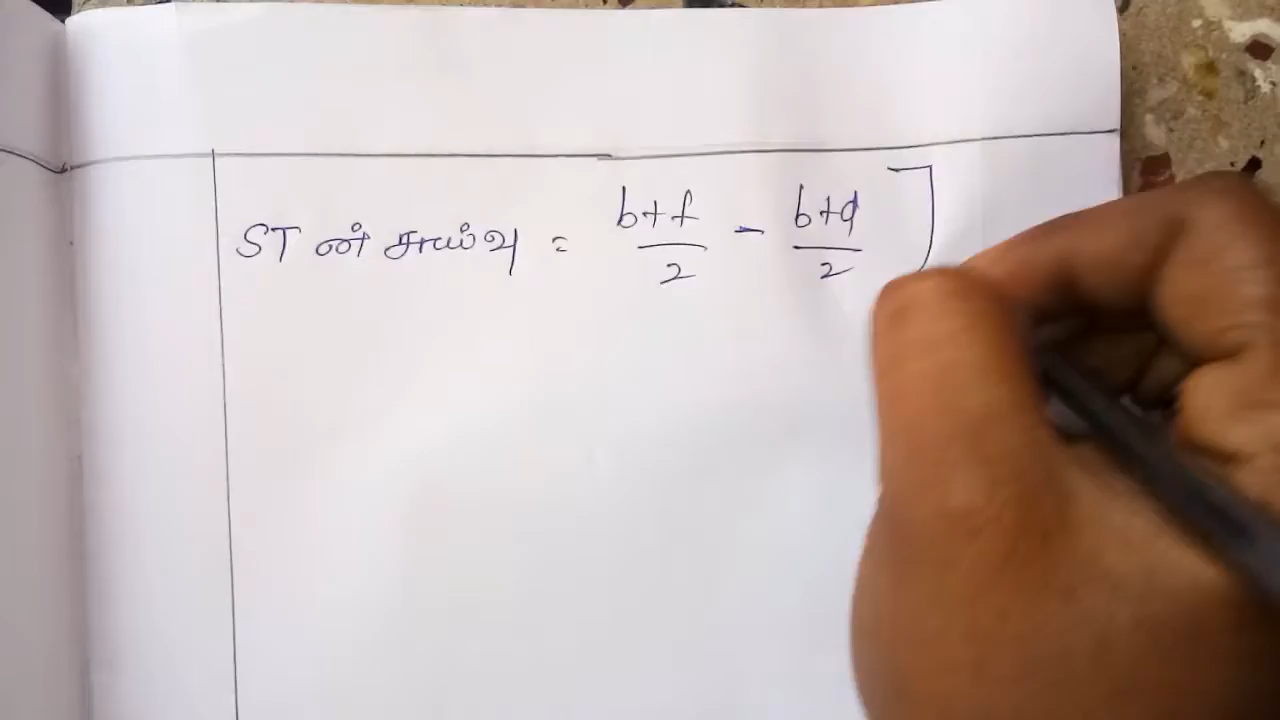 ST ன் சாய்வு = b+f/2 - b+d/2 ]